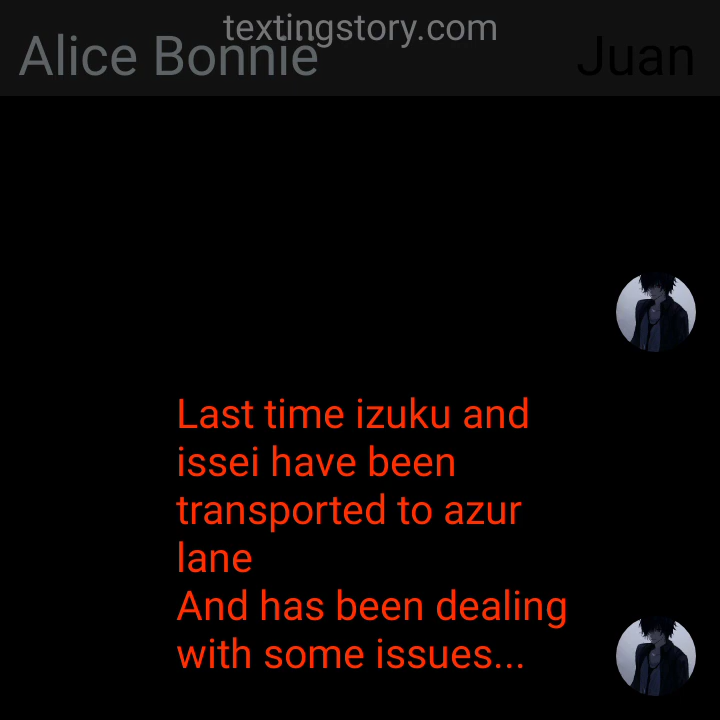 textingstory.com
Alice Bonnie
Juan
Last time izuku and
issei have been
transported to azur
lane
And has been dealing
with some issues...